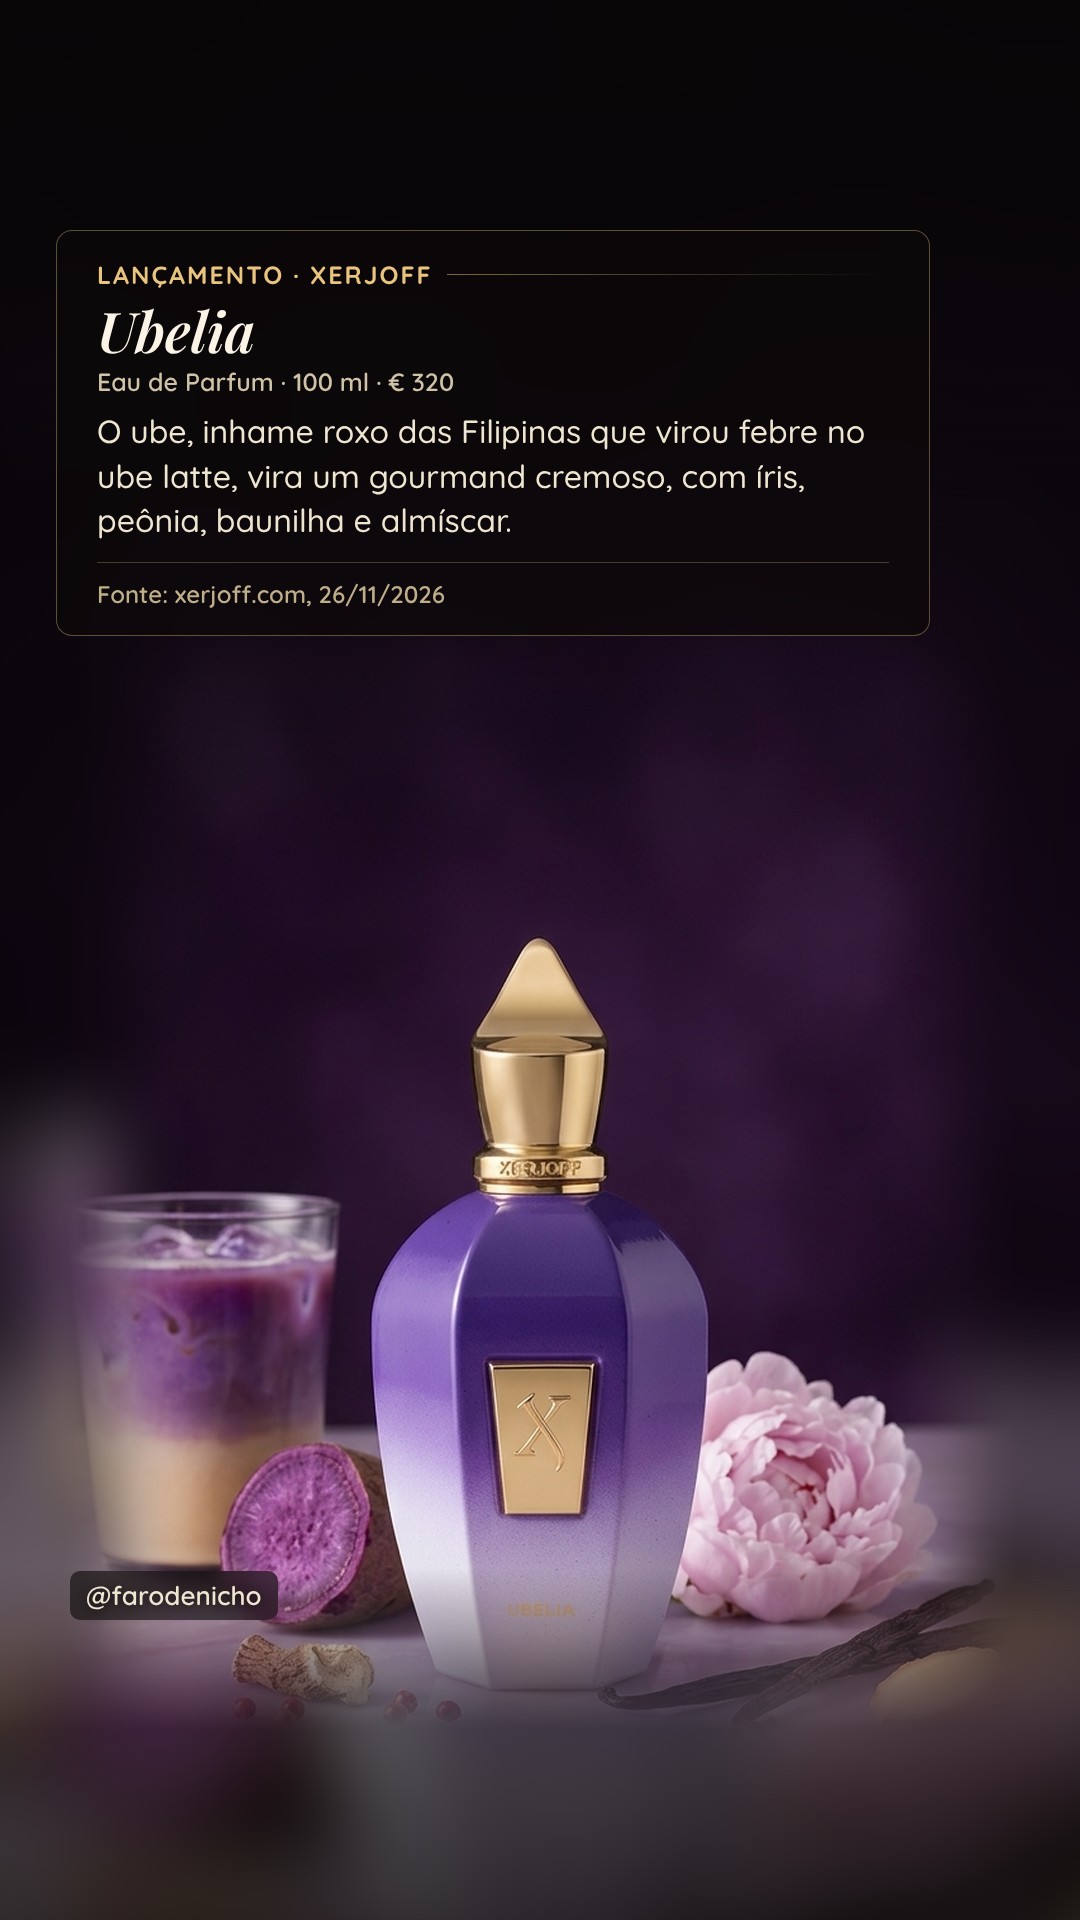 LANÇAMENTO · XERJOFF
Ubelia
Eau de Parfum · 100 ml · € 320
O ube, inhame roxo das Filipinas que virou febre no
ube latte, vira um gourmand cremoso, com íris,
peônia, baunilha e almíscar.
Fonte: xerjoff.com, 26/11/2026
XERJOFF
X
@farodenicho
UBELIA